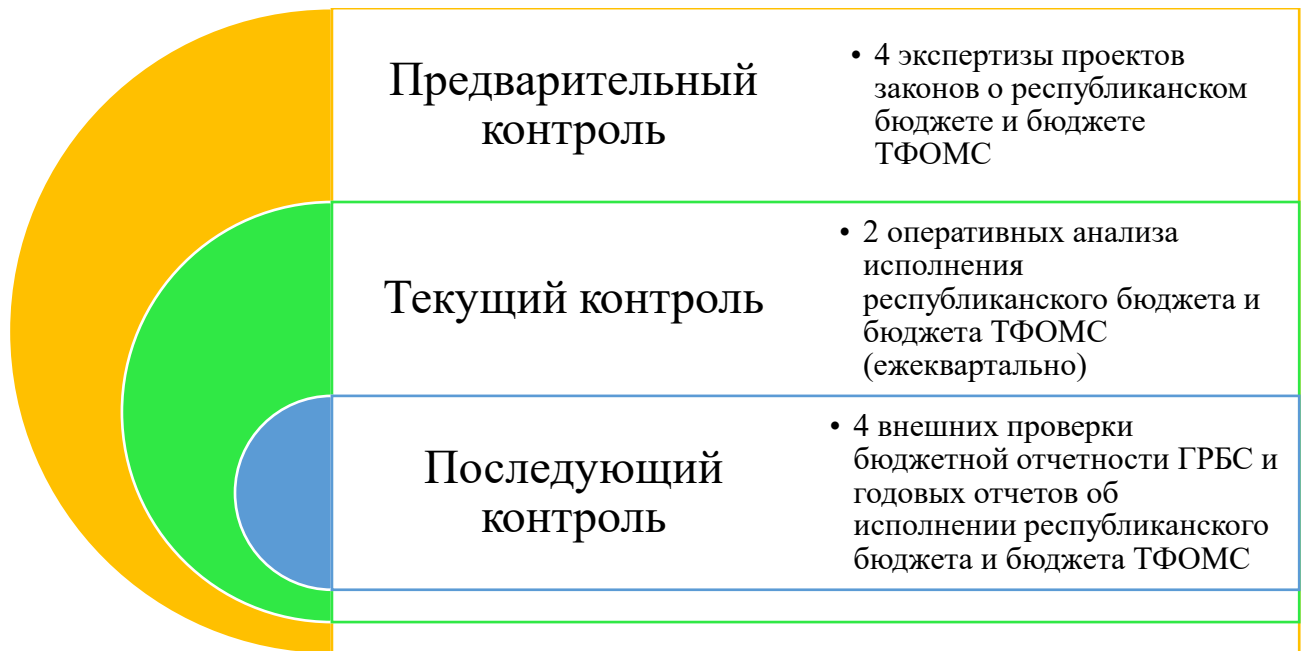 Предварительный
контроль
• 4 экспертизы проектов
законов о республиканском
бюджете и бюджете
ТФОМС
Текущий контроль
• 2 оперативных анализа
исполнения
республиканского бюджета и
бюджета ТФОМС
(ежеквартально)
Последующий
контроль
• 4 внешних проверки
бюджетной отчетности ГРБС и
годовых отчетов об
исполнении республиканского
бюджета и бюджета ТФОМС